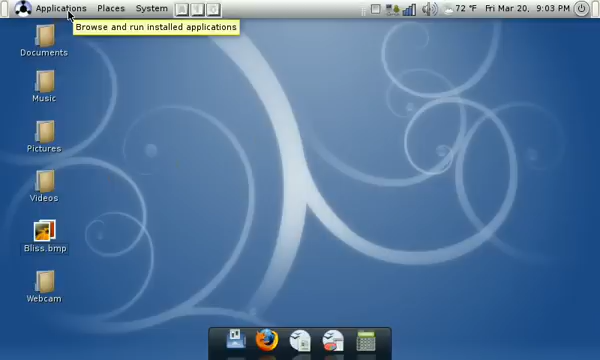 Applications Places System 72 °F Fri Mar 20, 9:03 PM
Browse and run installed applications
Documents
Music
Pictures
Videos
Bliss.bmp
Webcam